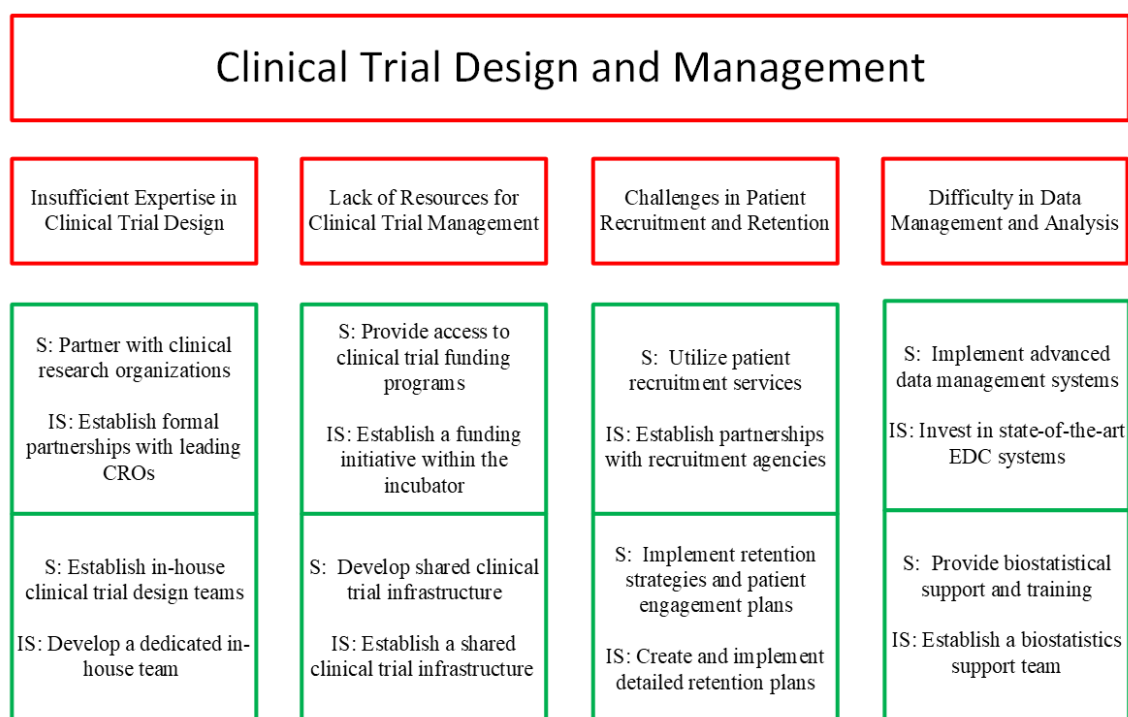 Clinical Trial Design and Management
Insufficient Expertise in
Clinical Trial Design
Lack of Resources for
Clinical Trial Management
Challenges in Patient
Recruitment and Retention
Difficulty in Data
Management and Analysis
S: Partner with clinical
research organizations
IS: Establish formal
partnerships with leading
CROs
S: Provide access to
clinical trial funding
programs
IS: Establish a funding
initiative within the
incubator
S: Utilize patient
recruitment services
IS: Establish partnerships
with recruitment agencies
S: Implement advanced
data management systems
IS: Invest in state-of-the-art
EDC systems
S: Establish in-house
clinical trial design teams
IS: Develop a dedicated in-
house team
S: Develop shared clinical
trial infrastructure
IS: Establish a shared
clinical trial infrastructure
S: Implement retention
strategies and patient
engagement plans
IS: Create and implement
detailed retention plans
S: Provide biostatistical
support and training
IS: Establish a biostatistics
support team